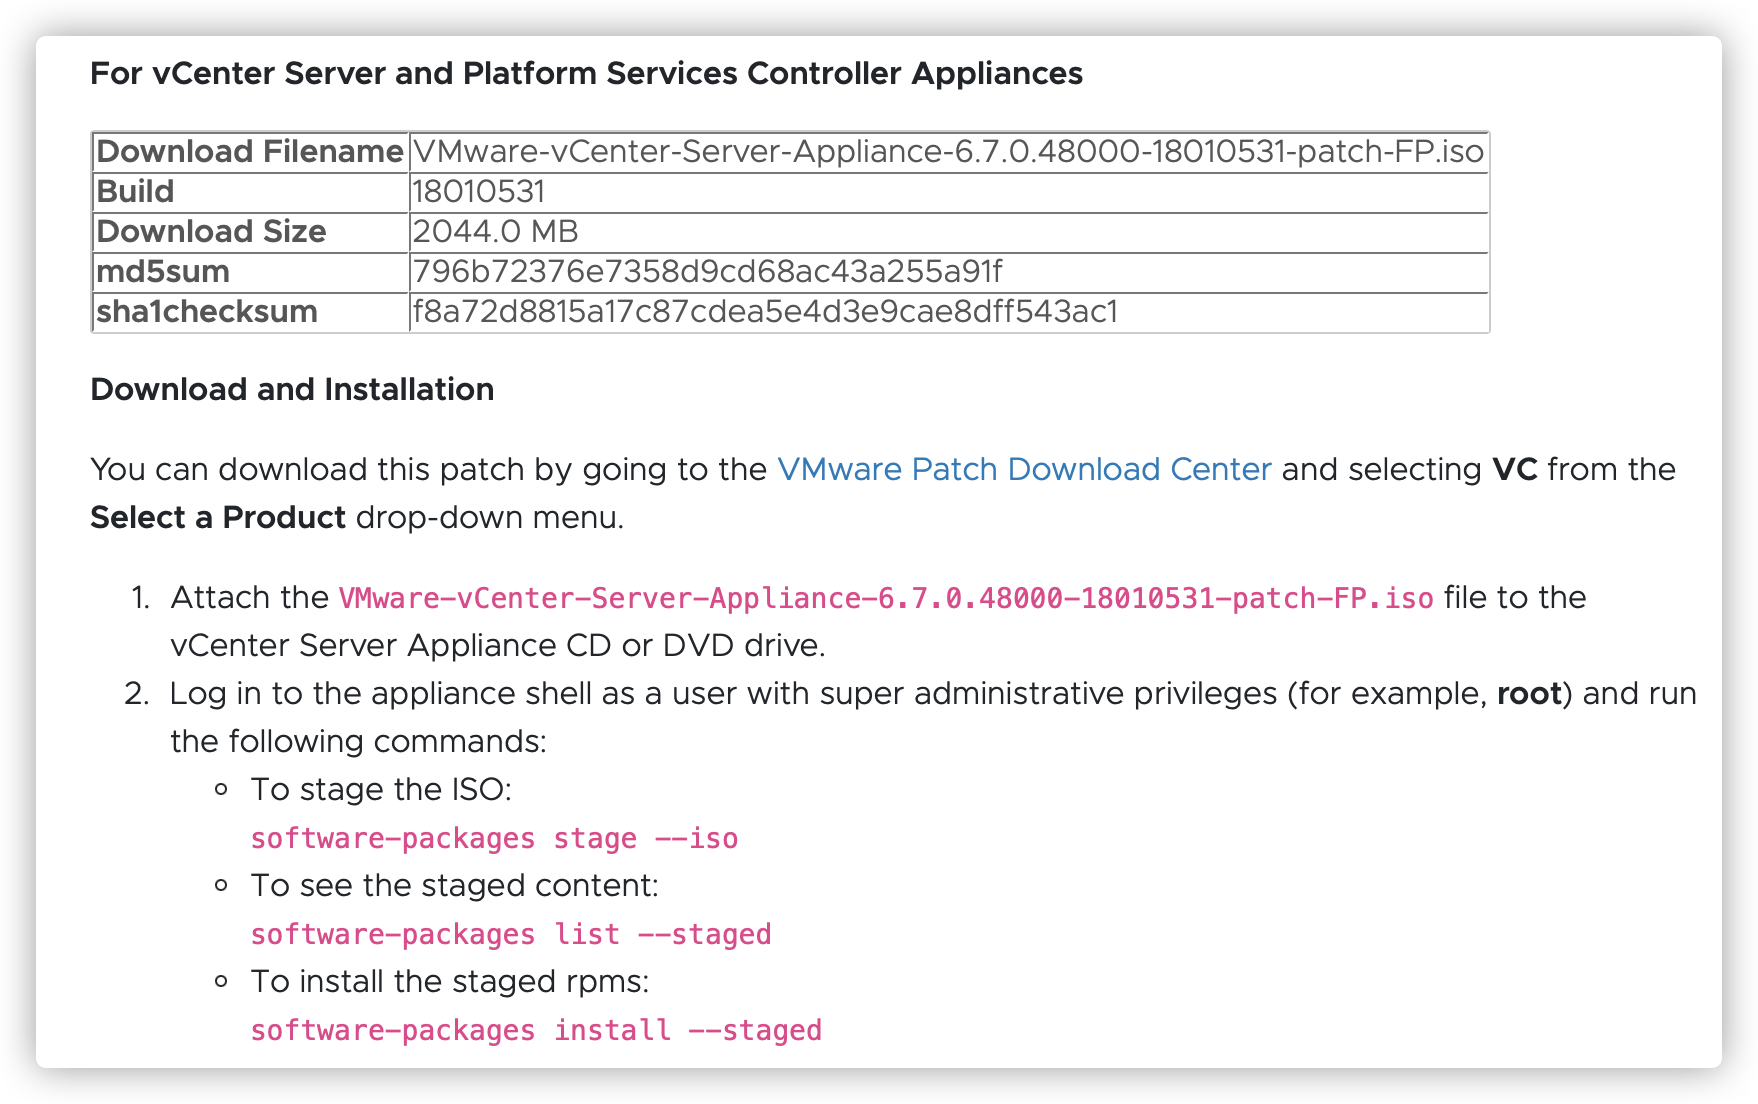 For vCenter Server and Platform Services Controller Appliances
Download Filename VMware-vCenter-Server-Appliance-6.7.0.48000-18010531-patch-FP.iso
Build 18010531
Download Size 2044.0 MB
md5sum 796b72376e7358d9cd68ac43a255a91f
sha1checksum f8a72d8815a17c87cdea5e4d3e9cae8dff543ac1
Download and Installation
You can download this patch by going to the VMware Patch Download Center and selecting VC from the
Select a Product drop-down menu.
1. Attach the VMware-vCenter-Server-Appliance-6.7.0.48000-18010531-patch-FP.iso file to the
vCenter Server Appliance CD or DVD drive.
2. Log in to the appliance shell as a user with super administrative privileges (for example, root) and run
the following commands:
To stage the ISO:
software-packages stage --iso
To see the staged content:
software-packages list --staged
To install the staged rpms:
software-packages install --staged